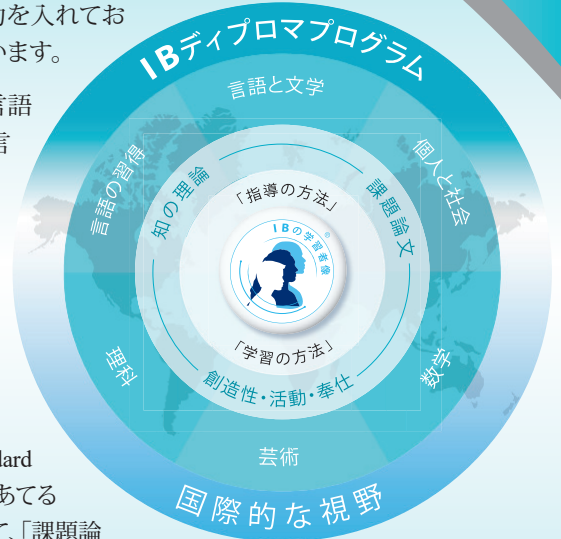 力を入れてお
います。
言語
言
IBディプロマプログラム
言語と文学
言語の習得
個人と社会
知の理論
課題論文
「指導の方法」
IBの学習者像
®
「学習の方法」
創造性・活動・奉仕
理科
数学
芸術
国際的な視野
dard
あてる
て、「課題論